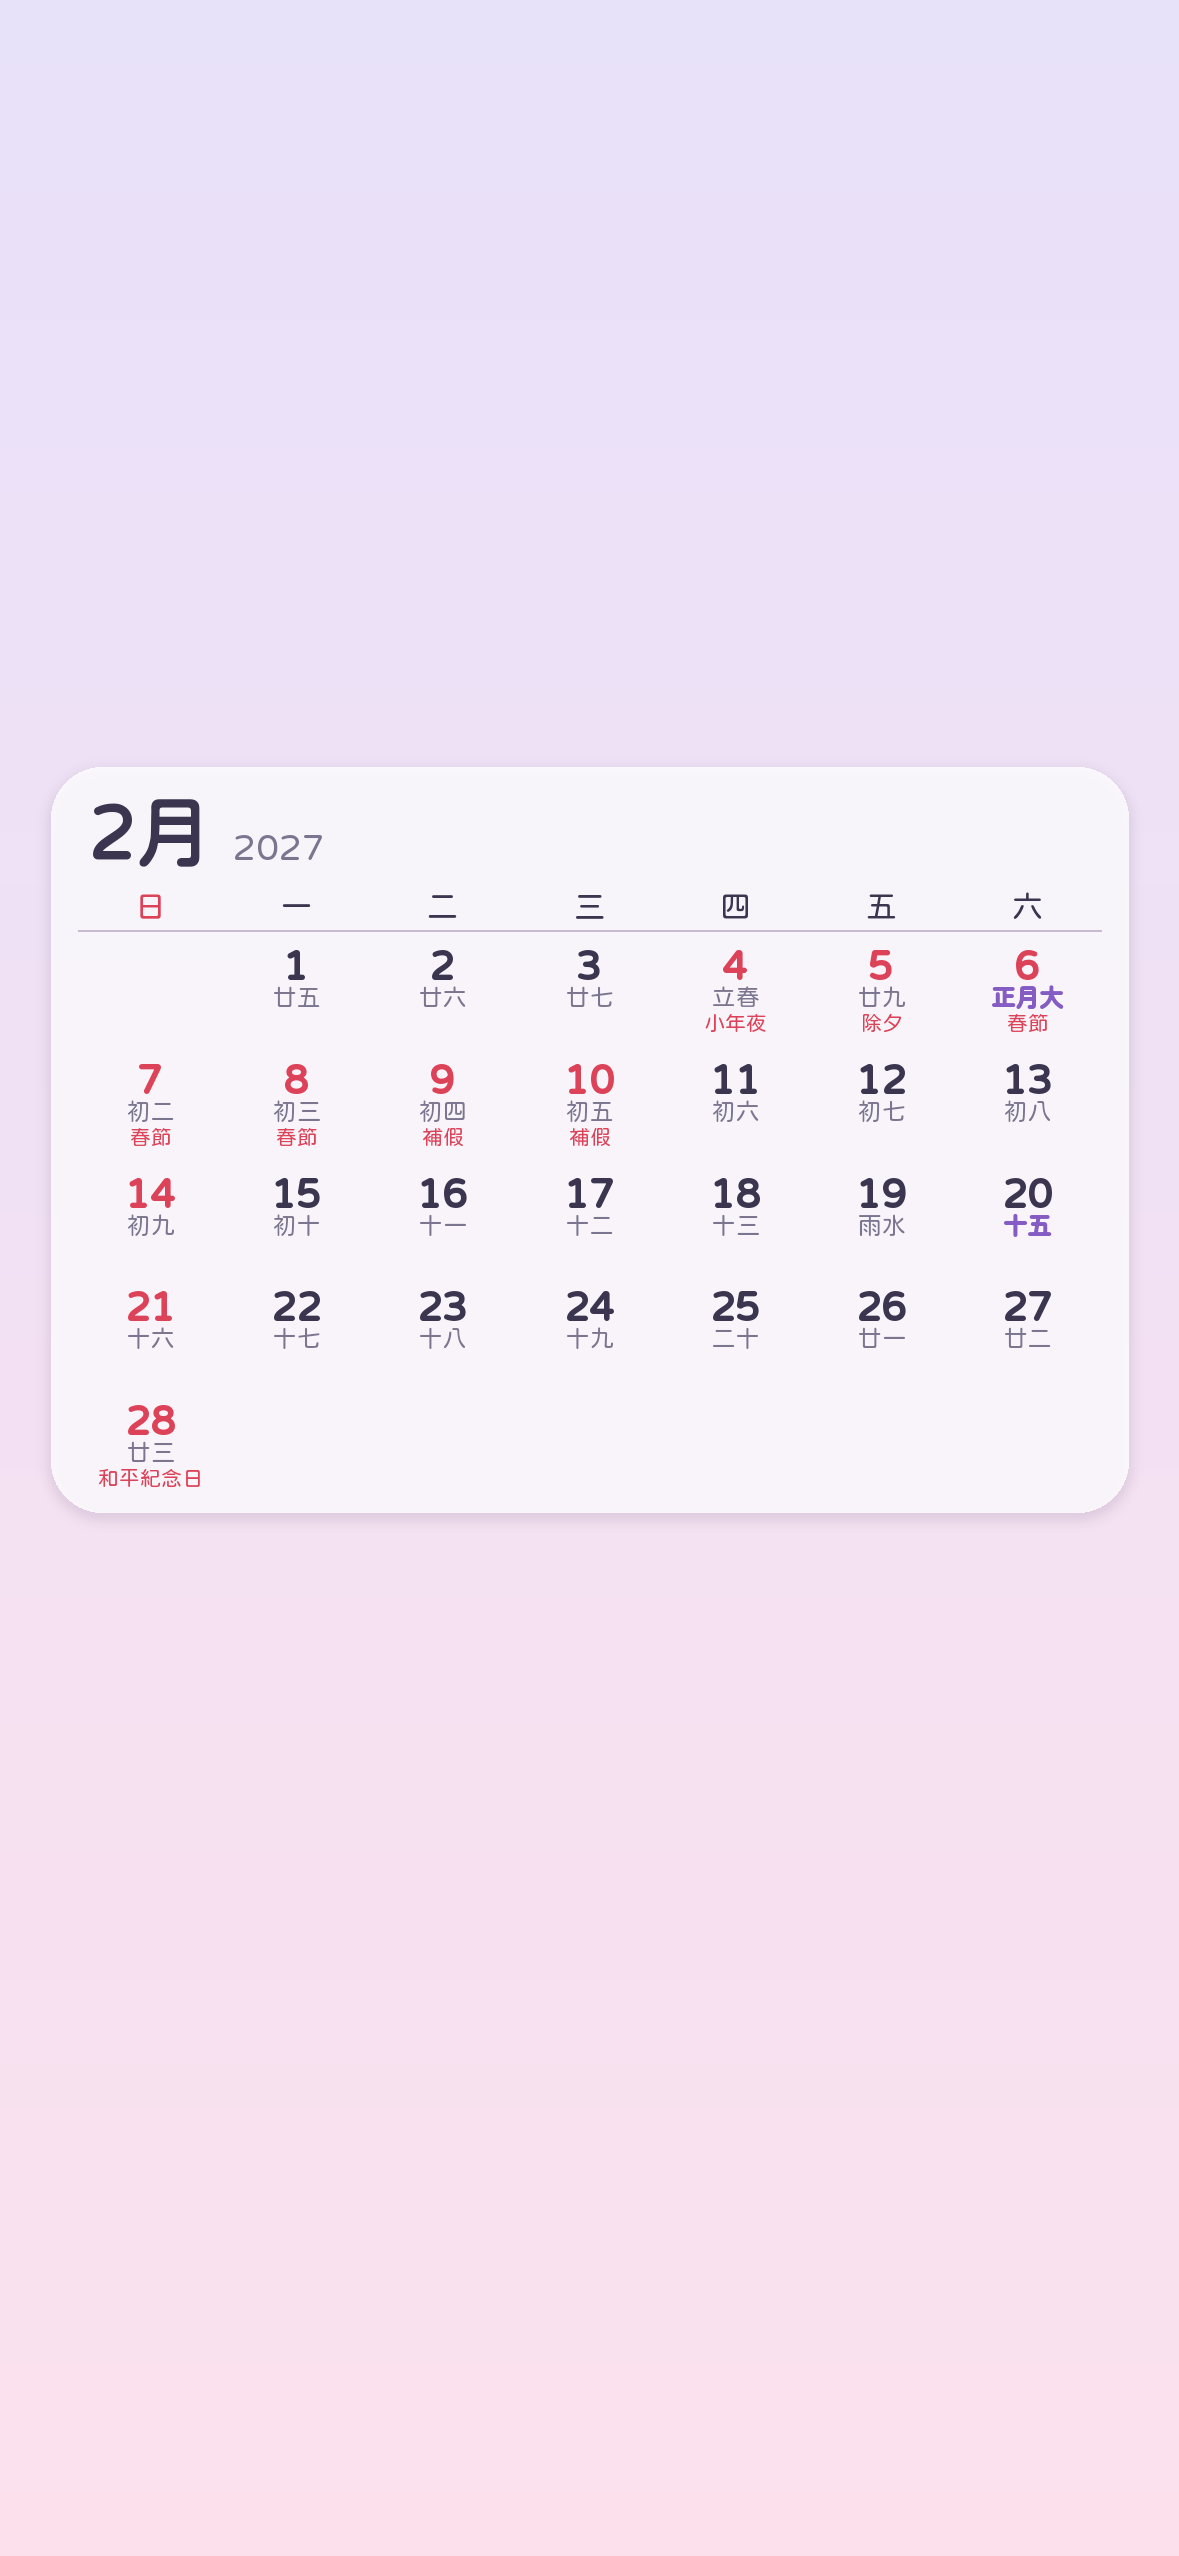 2月 2027
日 一 二 三 四 五 六
1 2 3 4 5 6
廿五 廿六 廿七 立春 廿九 正月大
小年夜 除夕 春節
7 8 9 10 11 12 13
初二 初三 初四 初五 初六 初七 初八
春節 春節 補假 補假
14 15 16 17 18 19 20
初九 初十 十一 十二 十三 雨水 十五
21 22 23 24 25 26 27
十六 十七 十八 十九 二十 廿一 廿二
28
廿三
和平紀念日